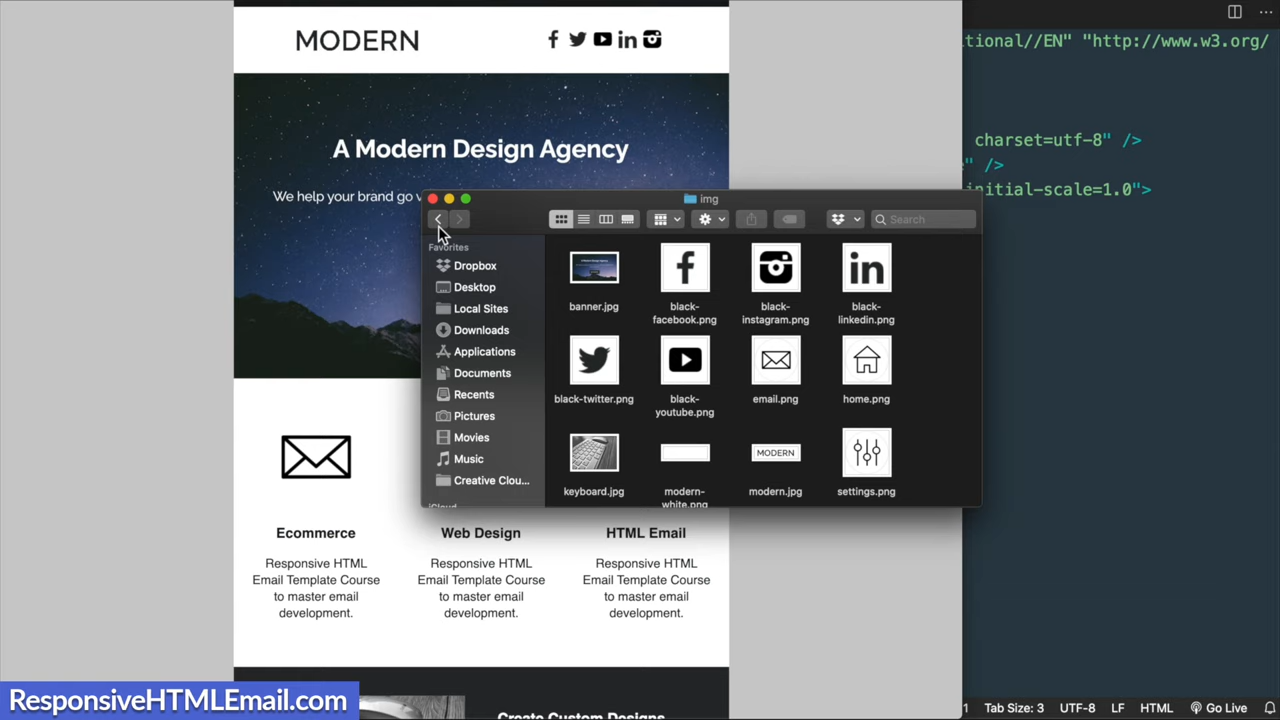 MODERN
A Modern Design Agency
We help your brand go
Ecommerce
Responsive HTML
Email Template Course
to master email
development.
Web Design
Responsive HTML
Email Template Course
to master email
development.
HTML Email
Responsive HTML
Email Template Course
to master email
development.
Create Custom Designs
img
Search
Favorites
Dropbox
Desktop
Local Sites
Downloads
Applications
Documents
Recents
Pictures
Movies
Music
Creative Clou...
iCloud
banner.jpg
black-
facebook.png
black-
instagram.png
black-
linkedin.png
black-twitter.png
black-
youtube.png
email.png
home.png
keyboard.jpg
modern-
white.png
MODERN
modern.jpg
settings.png
itional//EN" "http://www.w3.org/
charset=utf-8" />
" />
initial-scale=1.0">
Tab Size: 3 UTF-8 LF HTML Go Live
ResponsiveHTMLEmail.com